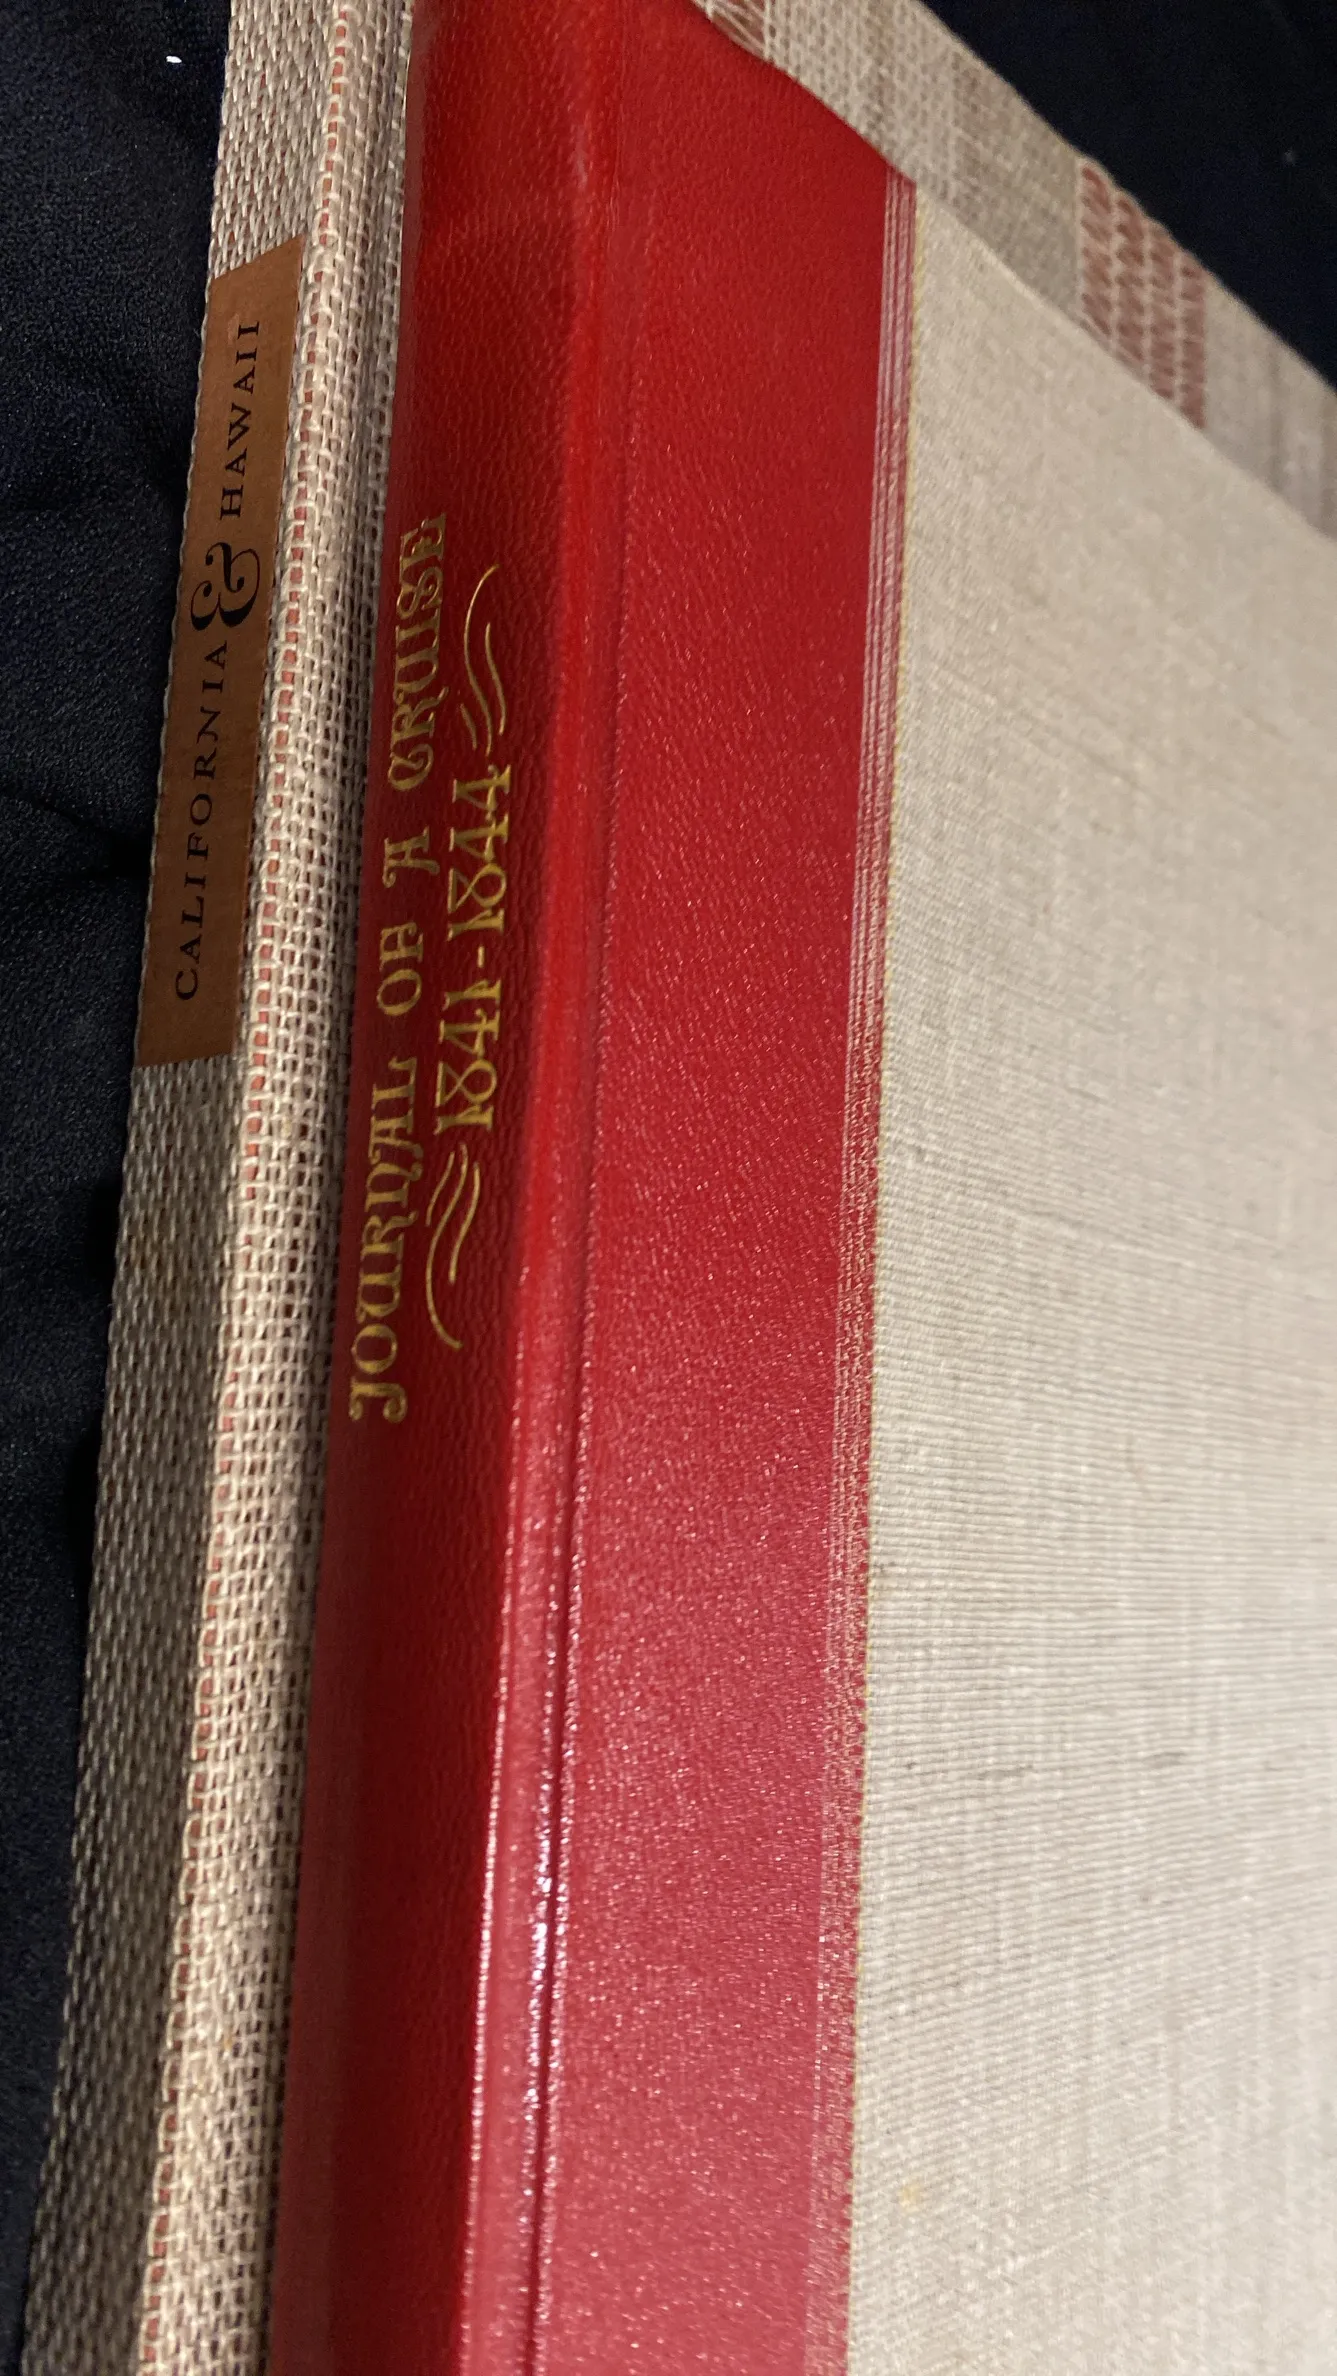 CALIFORNIA & HAWAII
JOURNAL OF A CRUISE
1841-1844